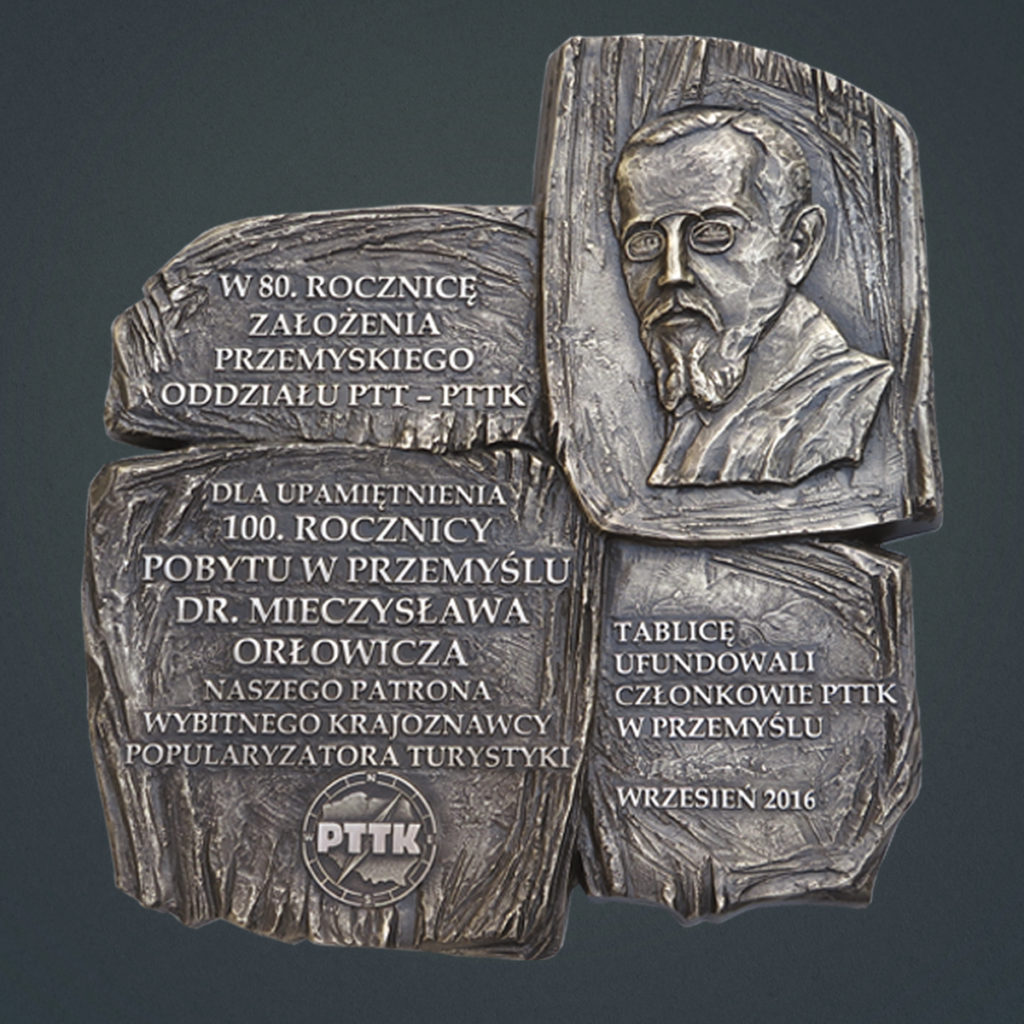 W 80. ROCZNICĘ
ZAŁOŻENIA
PRZEMYSKIEGO
ODDZIAŁU PTT – PTTK
DLA UPAMIĘTNIENIA
100. ROCZNICY
POBYTU W PRZEMYŚLU
DR. MIECZYSŁAWA
ORŁOWICZA
NASZEGO PATRONA
WYBITNEGO KRAJOZNAWCY
POPULARYZATORA TURYSTYKI
N
PTTK
S
TABLICĘ
UFUNDOWALI
CZŁONKOWIE PTTK
W PRZEMYŚLU
WRZESIEŃ 2016